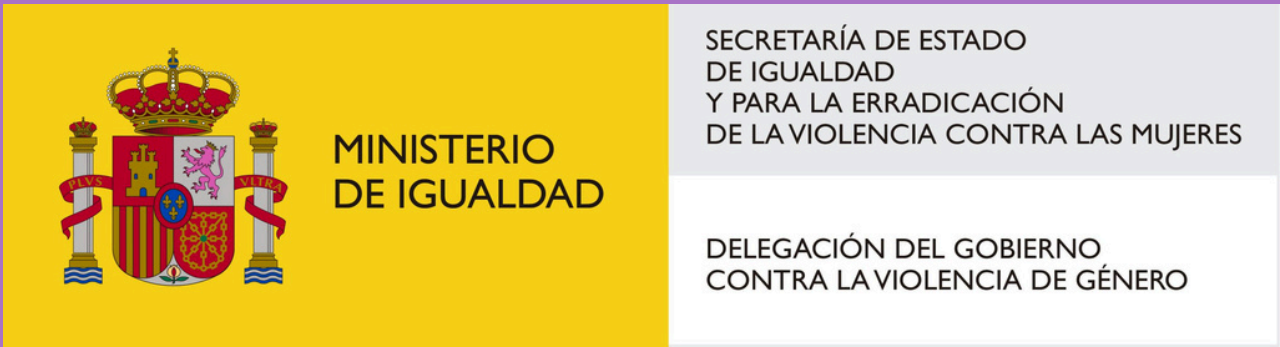 PLVS
VLTRA
MINISTERIO
DE IGUALDAD
SECRETARÍA DE ESTADO
DE IGUALDAD
Y PARA LA ERRADICACIÓN
DE LA VIOLENCIA CONTRA LAS MUJERES
DELEGACIÓN DEL GOBIERNO
CONTRA LA VIOLENCIA DE GÉNERO